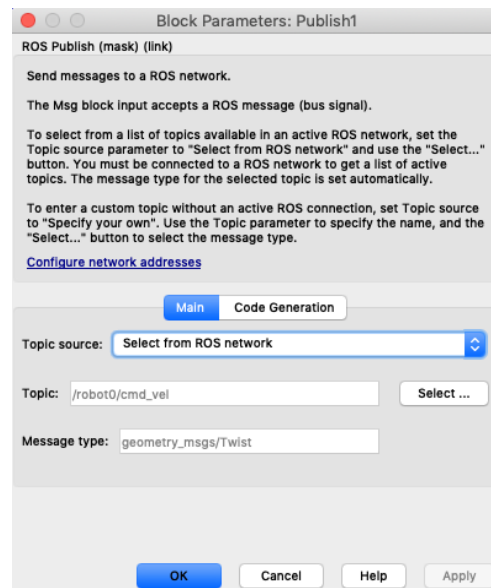 Block Parameters: Publish1
ROS Publish (mask) (link)
Send messages to a ROS network.
The Msg block input accepts a ROS message (bus signal).
To select from a list of topics available in an active ROS network, set the
Topic source parameter to "Select from ROS network" and use the "Select..."
button. You must be connected to a ROS network to get a list of active
topics. The message type for the selected topic is set automatically.
To enter a custom topic without an active ROS connection, set Topic source
to "Specify your own". Use the Topic parameter to specify the name, and the
"Select..." button to select the message type.
Configure network addresses
Main Code Generation
Topic source: Select from ROS network
Topic: /robot0/cmd_vel Select ...
Message type: geometry_msgs/Twist
OK Cancel Help Apply